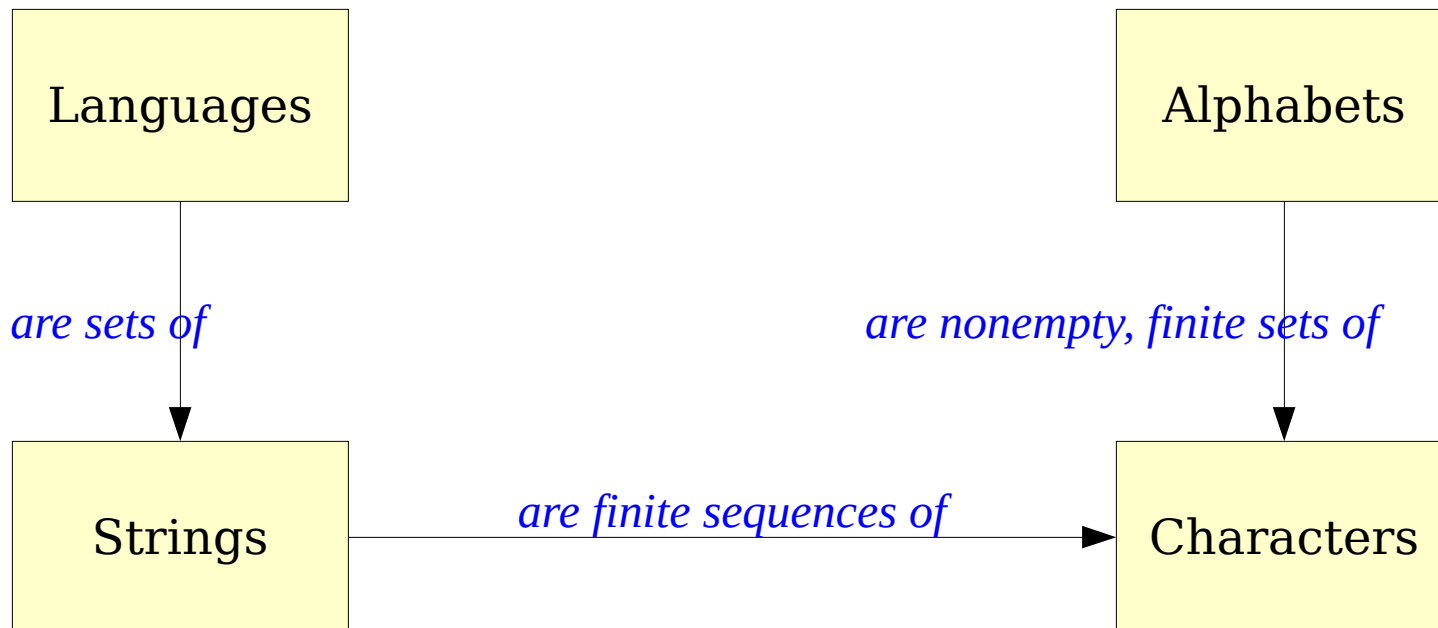 Languages
Alphabets
are sets of
are nonempty, finite sets of
are finite sequences of
Strings
Characters